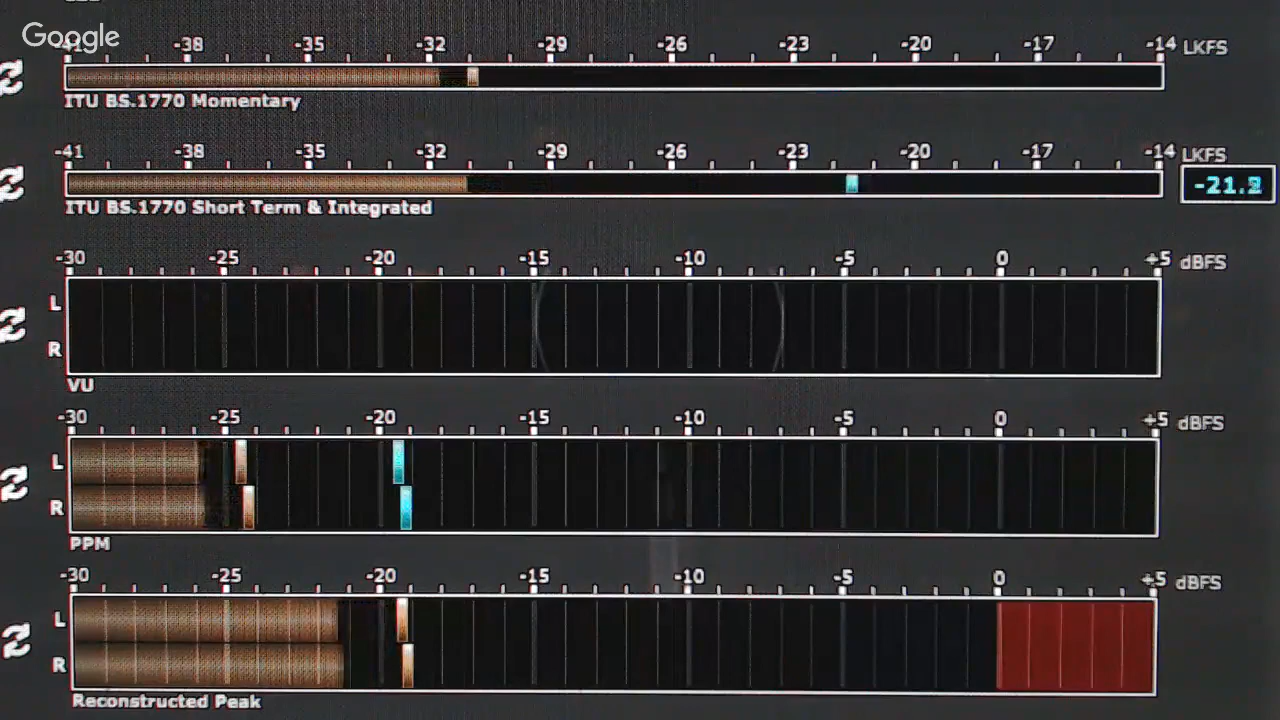 Google
-41 -38 -35 -32 -29 -26 -23 -20 -17 -14 LKFS
ITU BS.1770 Momentary
-41 -38 -35 -32 -29 -26 -23 -20 -17 -14 LKFS
ITU BS.1770 Short Term & Integrated
-30 -25 -20 -15 -10 -5 0 +5 dBFS
L
R
VU
-30 -25 -20 -15 -10 -5 0 +5 dBFS
L
R
PPM
-30 -25 -20 -15 -10 -5 0 +5 dBFS
L
R
Reconstructed Peak